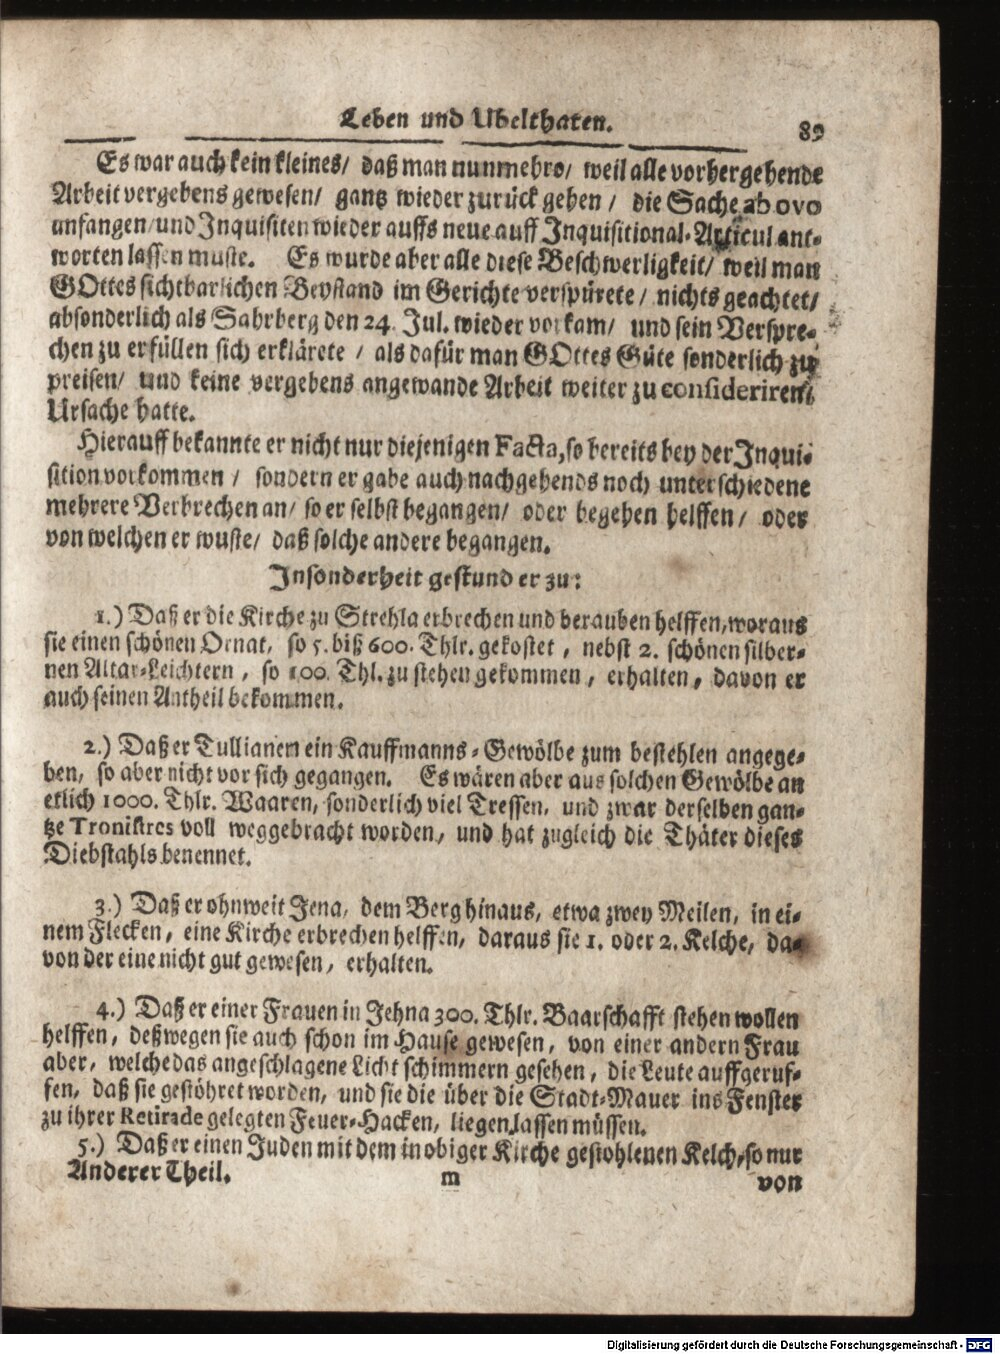 Leben und Ubelthaten. 89
Es war auch kein kleines/ daß man nunmehro/ weil alle vorhergehende
Arbeit vergebens gewesen/ gantz wieder zurück gehen / die Sache ab ovo
anfangen/und Inquisiten wieder auffs neue auff Inquisitional-Articul ant-
worten lassen muste. Es wurde aber alle diese Beschwerligkeit/ weil man
GOttes sichtbarlichen Beystand im Gerichte verspürete / nichts geachtet/
absonderlich als Sahrberg den 24. Jul. wieder vorkam/ und sein Verspre-
chen zu erfüllen sich erklärete / als dafür man GOttes Güte sonderlich zu
preisen/ und keine vergebens angewande Arbeit weiter zu consideriren/
Ursache hatte.
Hierauff bekannte er nicht nur diejenigen Facta, so bereits bey der Inqui-
sition vorkommen / sondern er gabe auch nachgehends noch unterschiedene
mehrere Verbrechen an/ so er selbst begangen/ oder begehen helffen/ oder
von welchen er wuste/ daß solche andere begangen.
Insonderheit gestund er zu:
1.) Daß er die Kirche zu Strehla erbrechen und berauben helffen, woraus
sie einen schönen Ornat, so 5. biß 600. Thlr. gekostet, nebst 2. schönen silber-
nen Altar-Leichtern, so 100. Thl. zu stehen gekommen, erhalten, davon er
auch seinen Antheil bekommen.
2.) Daß er Tullianen ein Kauffmanns-Gewölbe zum bestehlen angege-
ben, so aber nicht vor sich gegangen. Es wären aber aus solchen Gewölbe an
etlich 1000. Thlr. Waaren, sonderlich viel Tressen, und zwar derselben gan-
tze Tronistres voll weggebracht worden, und hat zugleich die Thäter dieses
Diebstahls benennet.
3.) Daß er ohnweit Jena, dem Berg hinaus, etwa zwey Meilen, in ei-
nem Flecken, eine Kirche erbrechen helffen, daraus sie 1. oder 2. Kelche, da-
von der eine nicht gut gewesen, erhalten.
4.) Daß er einer Frauen in Jehna 300. Thlr. Baarschafft stehen wollen
helffen, deßwegen sie auch schon im Hause gewesen, von einer andern Frau
aber, welche das angeschlagene Licht schimmern gesehen, die Leute auffgeruf-
fen, daß sie gestöhret worden, und sie die über die Stadt-Mauer ins Fenster
zu ihrer Retirade gelegten Feuer-Hacken, liegen lassen müssen.
5.) Daß er einen Juden mit dem in obiger Kirche gestohlenen Kelch, so nur
Anderer Theil. m von
Digitalisierung gefördert durch die Deutsche Forschungsgemeinschaft - DFG